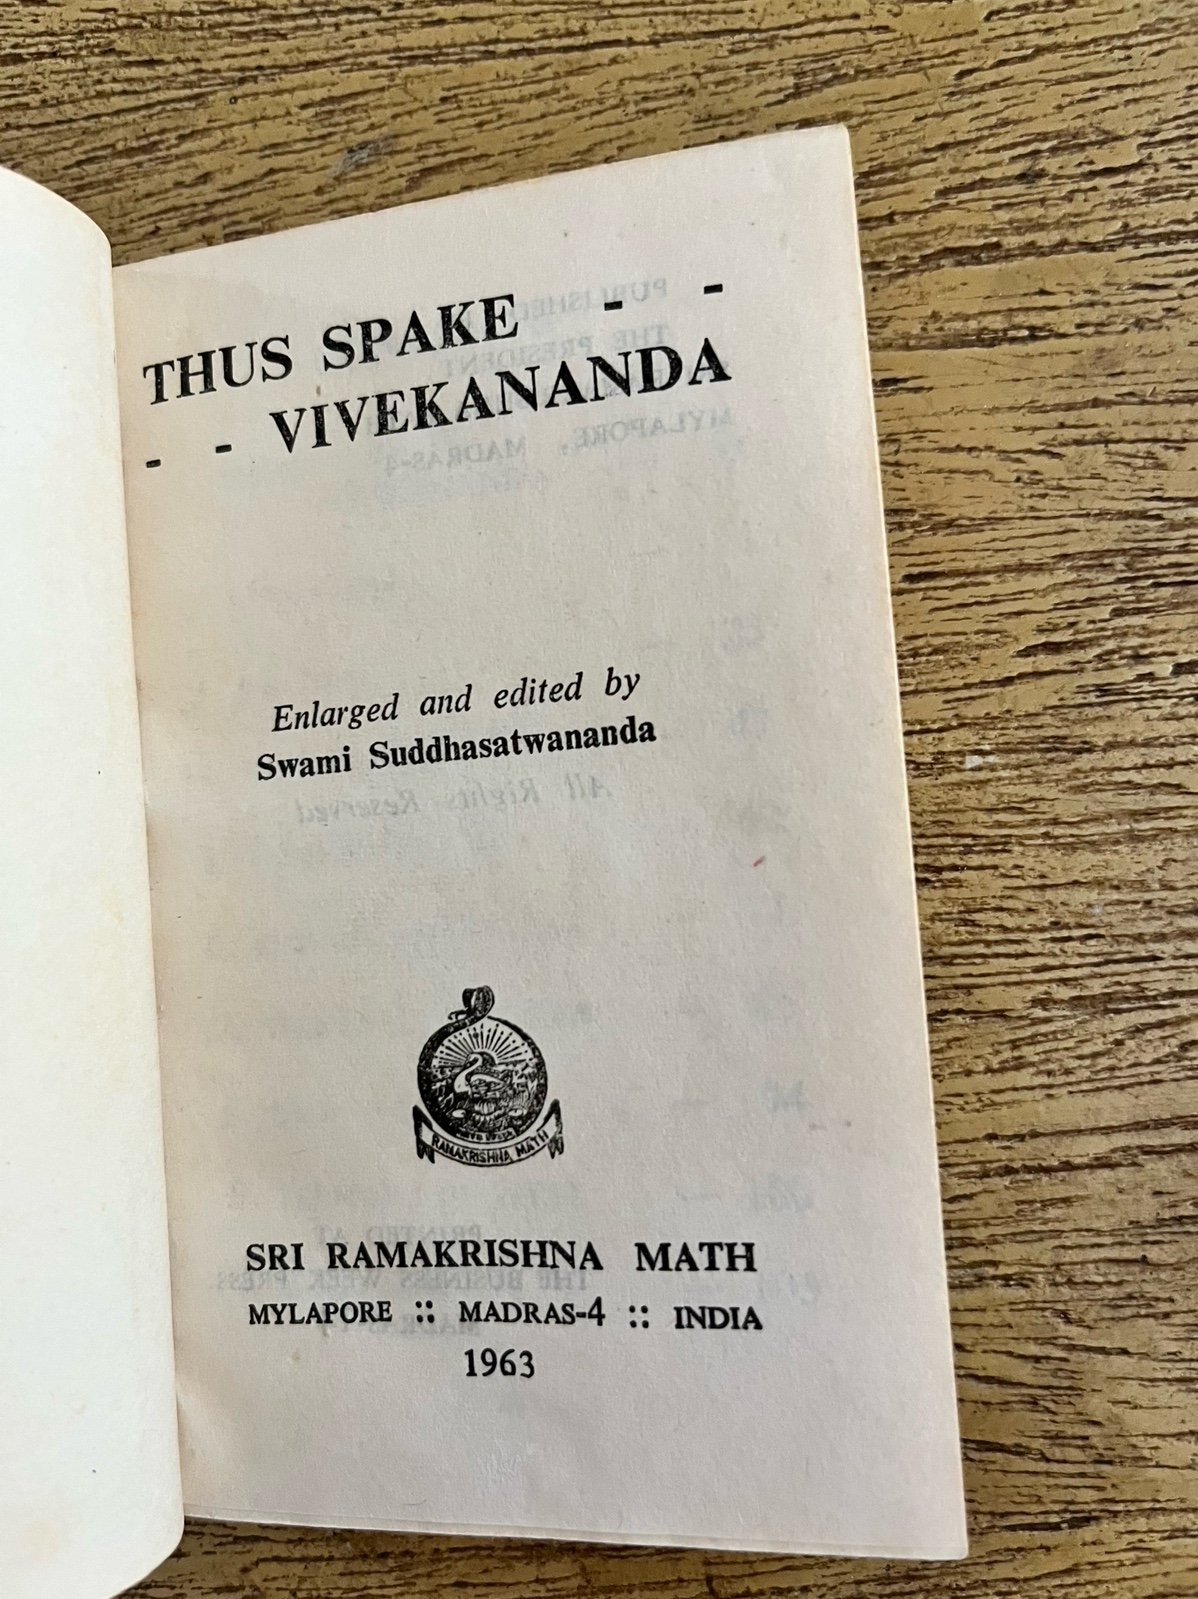 THUS SPAKE - -
- - VIVEKANANDA
Enlarged and edited by
Swami Suddhasatwananda
RAMAKRISHNA MATH
SRI RAMAKRISHNA MATH
MYLAPORE :: MADRAS-4 :: INDIA
1963